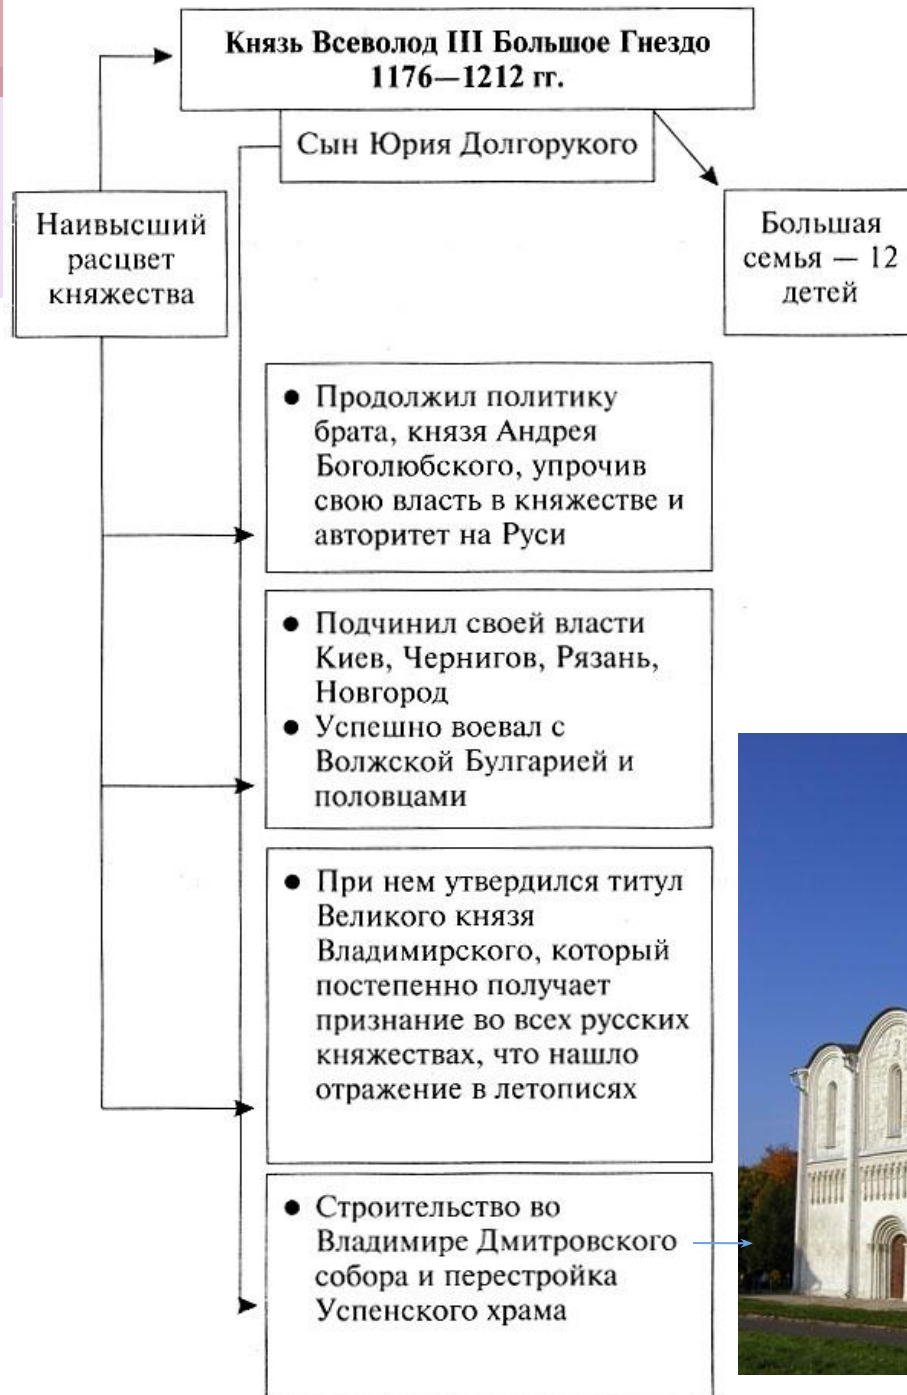 Князь Всеволод III Большое Гнездо
1176—1212 гг.
Сын Юрия Долгорукого
Наивысший
расцвет
княжества
Большая
семья — 12
детей
● Продолжил политику
брата, князя Андрея
Боголюбского, упрочив
свою власть в княжестве и
авторитет на Руси
● Подчинил своей власти
Киев, Чернигов, Рязань,
Новгород
● Успешно воевал с
Волжской Булгарией и
половцами
● При нем утвердился титул
Великого князя
Владимирского, который
постепенно получает
признание во всех русских
княжествах, что нашло
отражение в летописях
● Строительство во
Владимире Дмитровского
собора и перестройка
Успенского храма